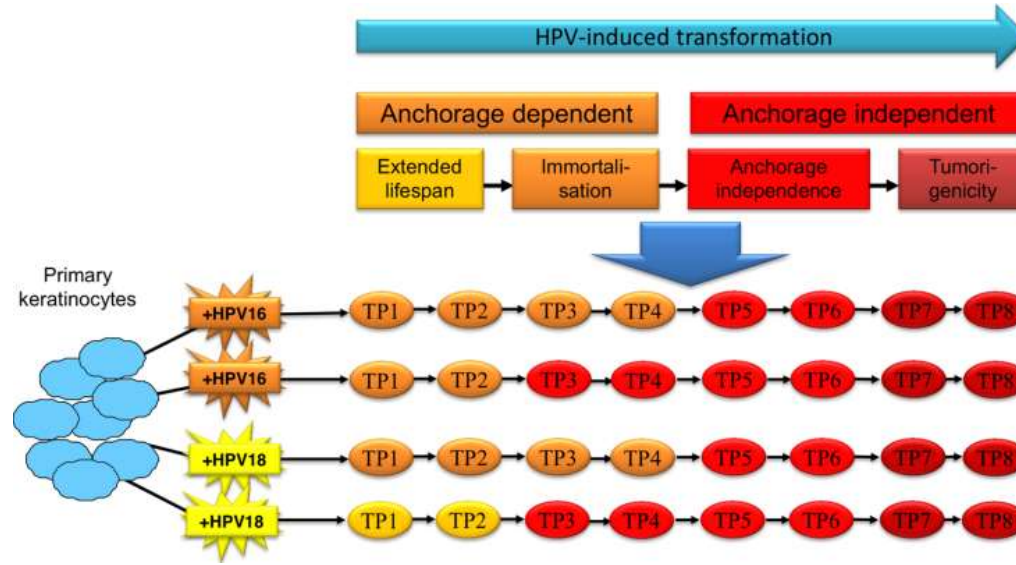 HPV-induced transformation
Anchorage dependent
Anchorage independent
Extended
lifespan
Immortali-
sation
Anchorage
independence
Tumori-
genicity
Primary
keratinocytes
+HPV16
TP1 TP2 TP3 TP4 TP5 TP6 TP7 TP8
+HPV16
TP1 TP2 TP3 TP4 TP5 TP6 TP7 TP8
+HPV18
TP1 TP2 TP3 TP4 TP5 TP6 TP7 TP8
+HPV18
TP1 TP2 TP3 TP4 TP5 TP6 TP7 TP8